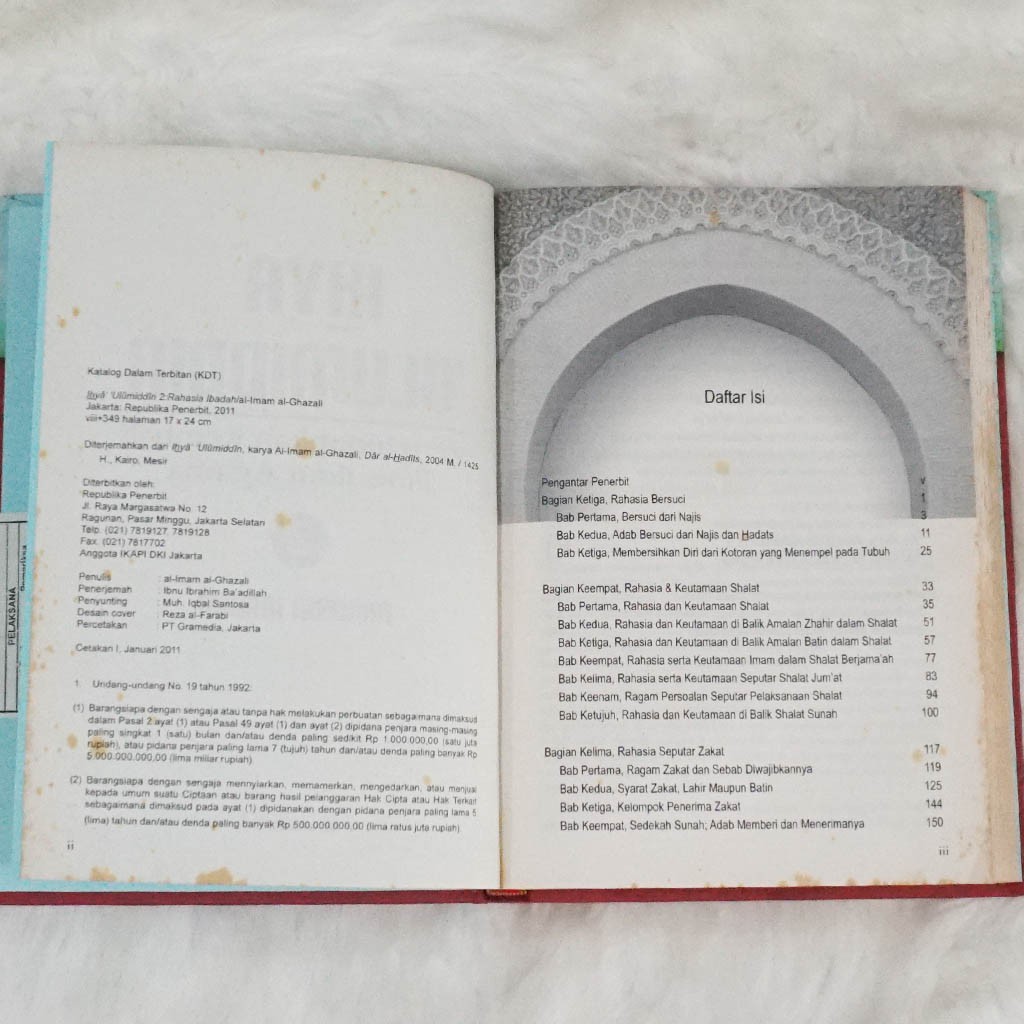 Katalog Dalam Terbitan (KDT)
Ihyâ' 'Ulûmiddîn 2:Rahasia Ibadah/al-Imam al-Ghazali
Jakarta: Republika Penerbit, 2011
viii+349 halaman 17 x 24 cm
Diterjemahkan dari Ihyâ' 'Ulûmiddîn, karya Al-Imam al-Ghazali, Dâr al-Hadîts, 2004 M. / 1425
H., Kairo, Mesir
Diterbitkan oleh:
Republika Penerbit
Jl. Raya Margasatwa No. 12
Ragunan, Pasar Minggu, Jakarta Selatan
Telp. (021) 7819127, 7819128
Fax. (021) 7817702
Anggota IKAPI DKI Jakarta
Penulis : al-Imam al-Ghazali
Penerjemah : Ibnu Ibrahim Ba'adillah
Penyunting : Muh. Iqbal Santosa
Desain cover : Reza al-Farabi
Percetakan : PT Gramedia, Jakarta
Cetakan I, Januari 2011
1. Undang-undang No. 19 tahun 1992.
(1) Barangsiapa dengan sengaja atau tanpa hak melakukan perbuatan sebagaimana dimaksud
dalam Pasal 2 ayat (1) atau Pasal 49 ayat (1) dan ayat (2) dipidana penjara masing-masing
paling singkat 1 (satu) bulan dan/atau denda paling sedikit Rp 1.000.000,00 (satu juta
rupiah), atau pidana penjara paling lama 7 (tujuh) tahun dan/atau denda paling banyak Rp
5.000.000.000,00 (lima miliar rupiah).
(2) Barangsiapa dengan sengaja mennyiarkan, memamerkan, mengedarkan, atau menjual
kepada umum suatu Ciptaan atau barang hasil pelanggaran Hak Cipta atau Hak Terkait
sebagaimana dimaksud pada ayat (1) dipidanakan dengan pidana penjara paling lama 5
(lima) tahun dan/atau denda paling banyak Rp 500.000.000,00 (lima ratus juta rupiah).
ii
PELAKSANA
Daftar Isi
Pengantar Penerbit v
Bagian Ketiga, Rahasia Bersuci 1
Bab Pertama, Bersuci dari Najis 3
Bab Kedua, Adab Bersuci dari Najis dan Hadats 11
Bab Ketiga, Membersihkan Diri dari Kotoran yang Menempel pada Tubuh 25
Bagian Keempat, Rahasia & Keutamaan Shalat 33
Bab Pertama, Rahasia dan Keutamaan Shalat 35
Bab Kedua, Rahasia dan Keutamaan di Balik Amalan Zhahir dalam Shalat 51
Bab Ketiga, Rahasia dan Keutamaan di Balik Amalan Batin dalam Shalat 57
Bab Keempat, Rahasia serta Keutamaan Imam dalam Shalat Berjama'ah 77
Bab Kelima, Rahasia serta Keutamaan Seputar Shalat Jum'at 83
Bab Keenam, Ragam Persoalan Seputar Pelaksanaan Shalat 94
Bab Ketujuh, Rahasia dan Keutamaan di Balik Shalat Sunah 100
Bagian Kelima, Rahasia Seputar Zakat 117
Bab Pertama, Ragam Zakat dan Sebab Diwajibkannya 119
Bab Kedua, Syarat Zakat, Lahir Maupun Batin 125
Bab Ketiga, Kelompok Penerima Zakat 144
Bab Keempat, Sedekah Sunah; Adab Memberi dan Menerimanya 150
iii